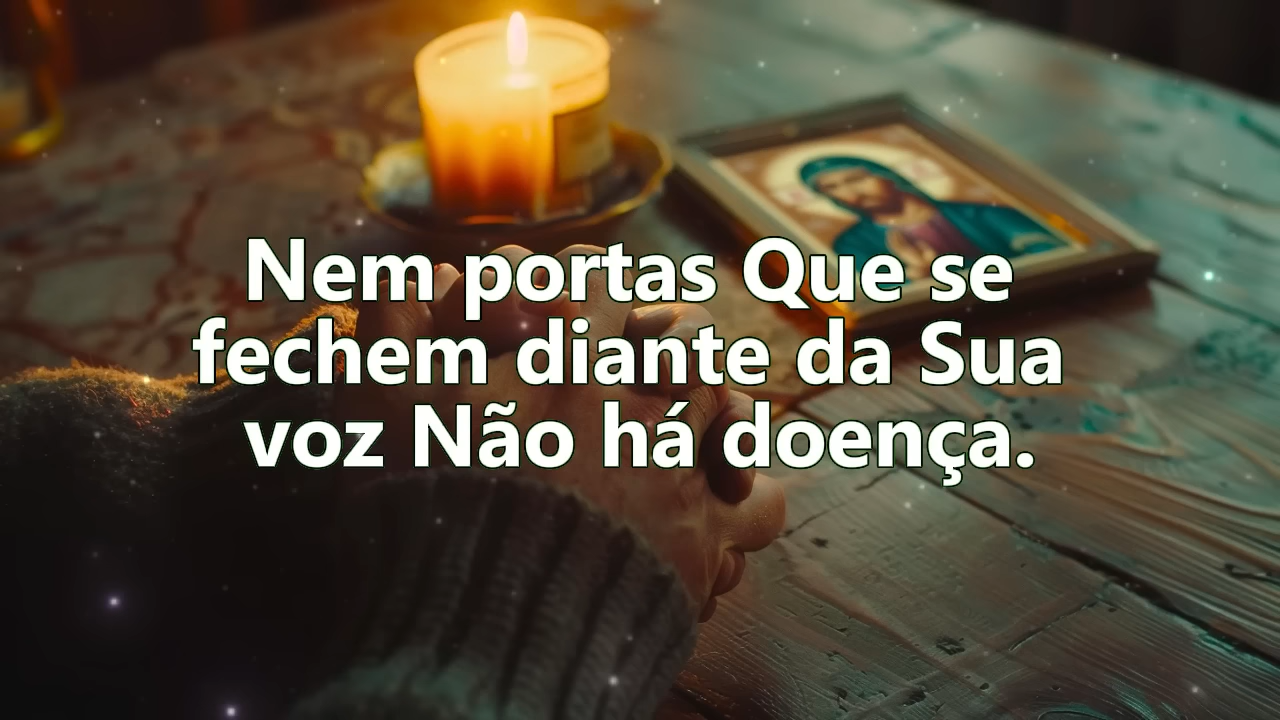 Nem portas Que se
fechem diante da Sua
voz Não há doença.